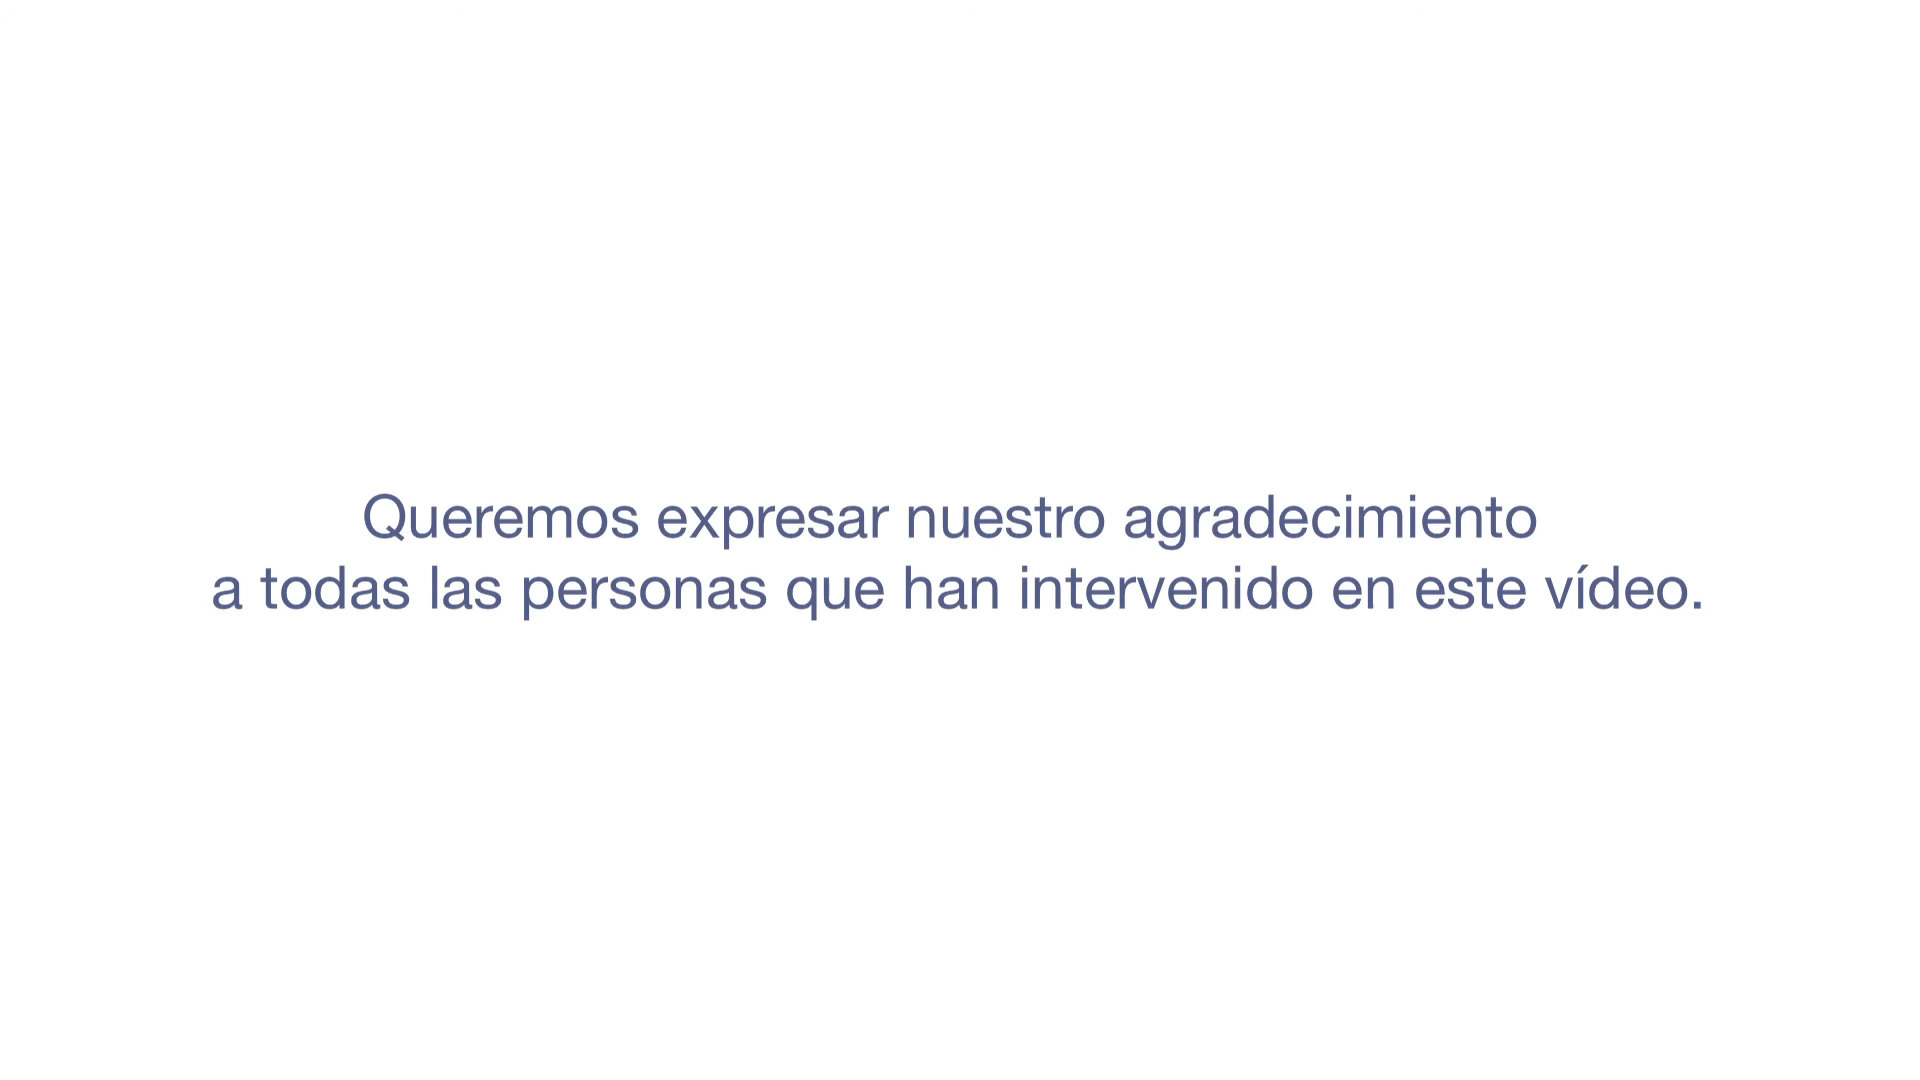 Queremos expresar nuestro agradecimiento
a todas las personas que han intervenido en este vídeo.